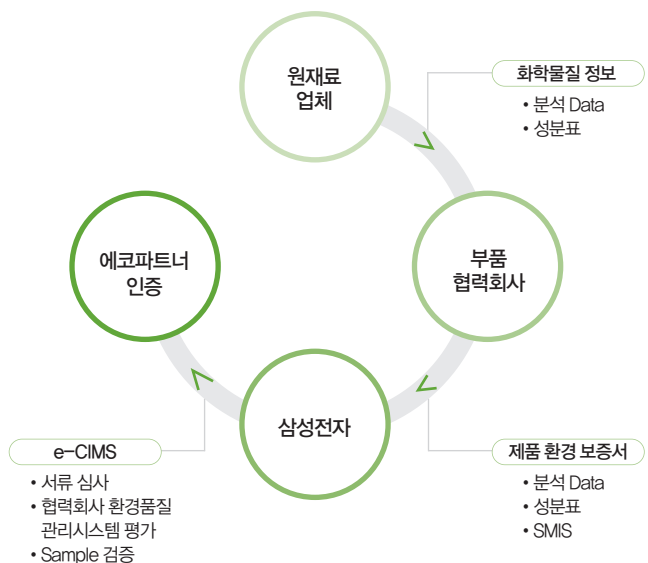 원재료
업체
화학물질 정보
• 분석 Data
• 성분표
에코파트너
인증
부품
협력회사
삼성전자
e-CIMS
• 서류 심사
• 협력회사 환경품질
관리시스템 평가
• Sample 검증
제품 환경 보증서
• 분석 Data
• 성분표
• SMIS